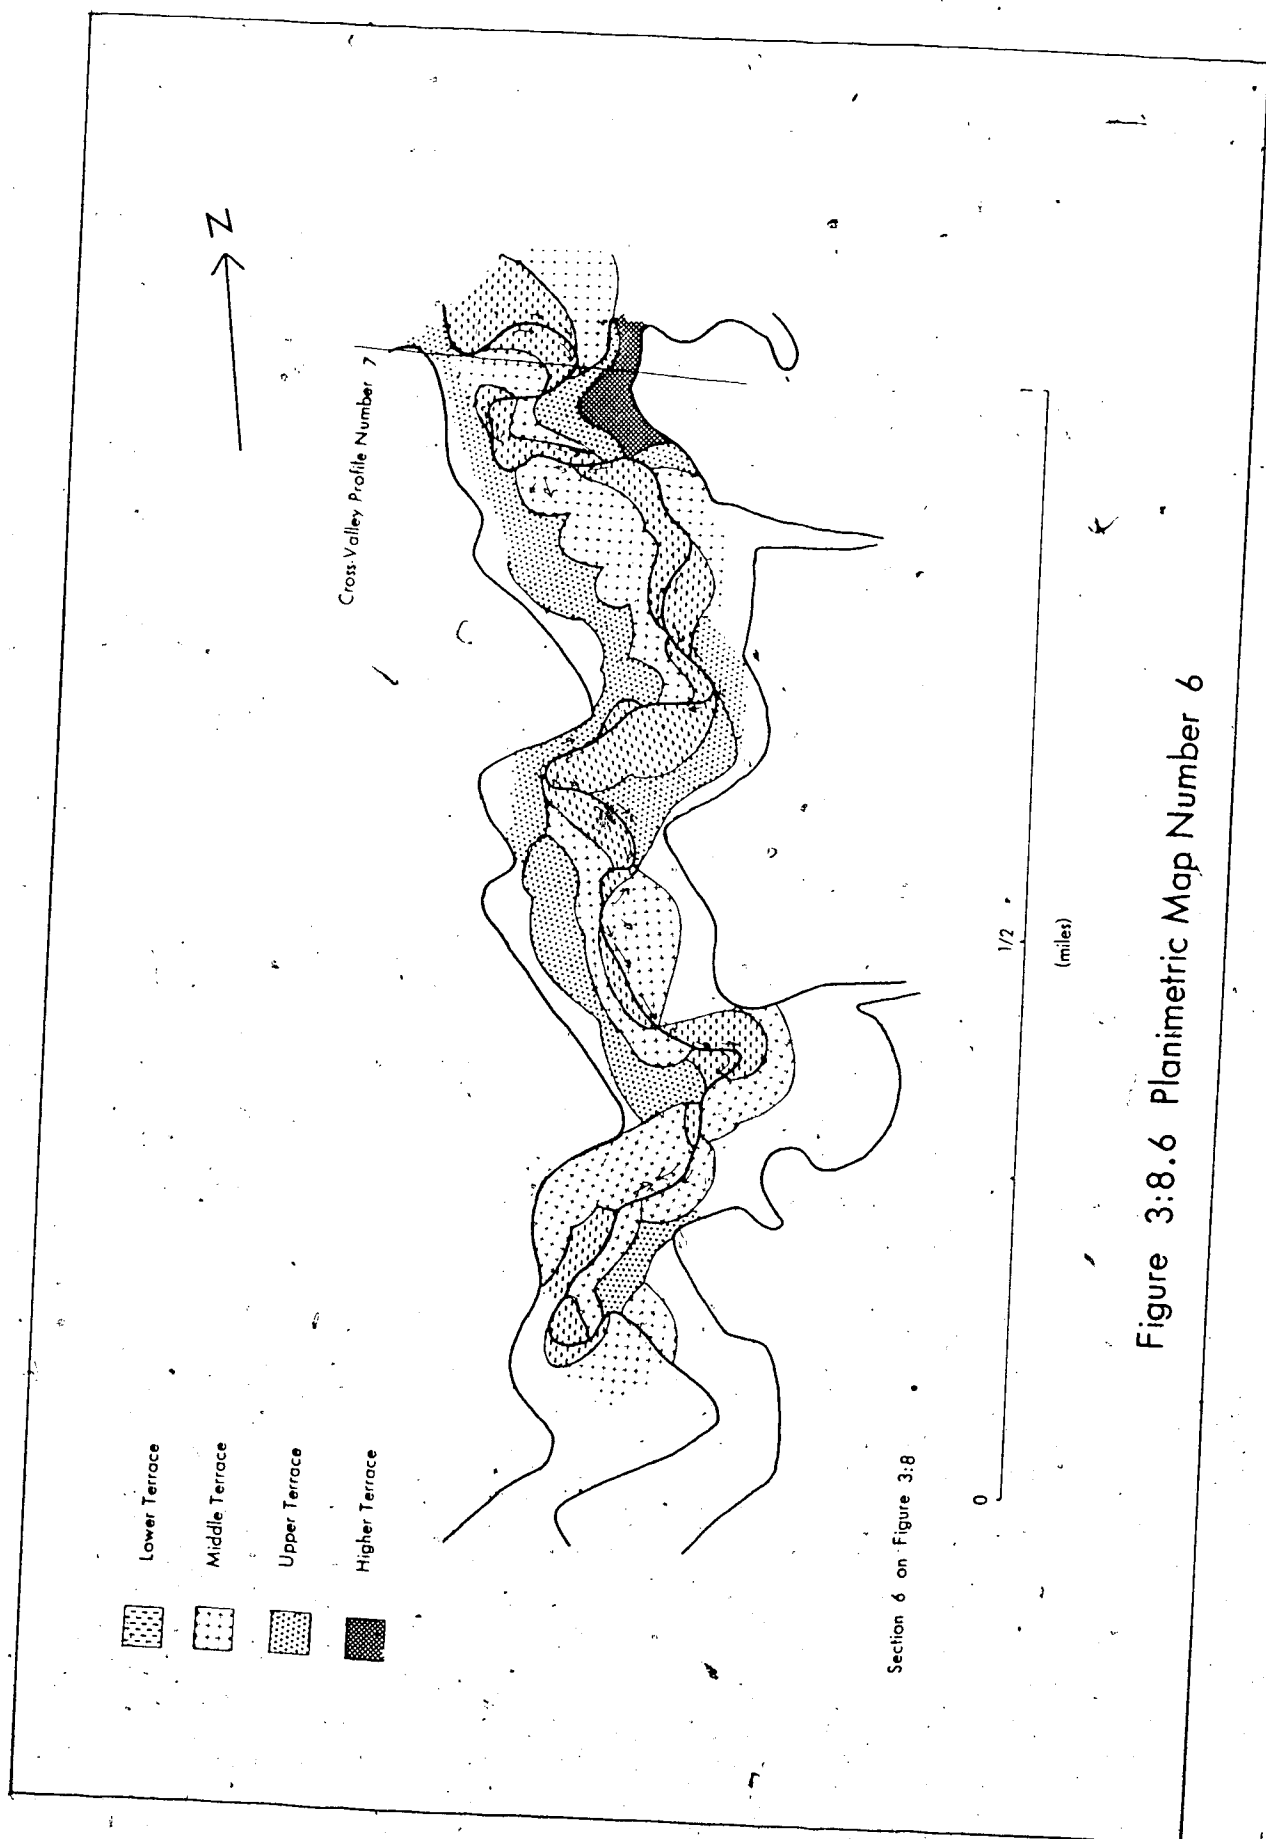 N
Cross-Valley Profile Number 7
Lower Terrace
Middle Terrace
Upper Terrace
Higher Terrace
Section 6 on Figure 3:8
0
1/2
1
(miles)
Figure 3:8.6 Planimetric Map Number 6